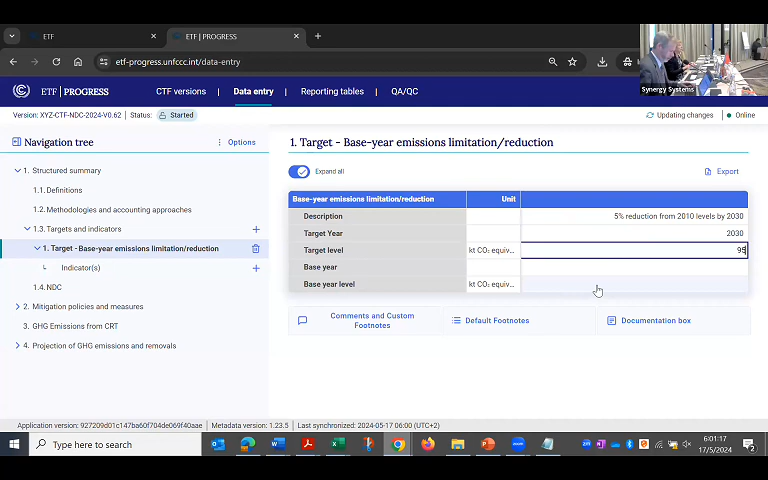 ETF
ETF | PROGRESS
etf-progress.unfccc.int/data-entry
Synergy Systems
ETF | PROGRESS
CTF versions
Data entry
Reporting tables
QA/QC
Version: XYZ-CTF-NDC-2024-V0.62
Status:
Started
Updating changes
Online
Navigation tree
Options
1. Structured summary
1.1. Definitions
1.2. Methodologies and accounting approaches
1.3. Targets and indicators
1. Target - Base-year emissions limitation/reduction
Indicator(s)
1.4. NDC
2. Mitigation policies and measures
3. GHG Emissions from CRT
4. Projection of GHG emissions and removals
1. Target - Base-year emissions limitation/reduction
Expand all
Export
Base-year emissions limitation/reduction
Unit
Description
5% reduction from 2010 levels by 2030
Target Year
2030
Target level
kt CO₂ equiv...
95
Base year
Base year level
kt CO₂ equiv...
Comments and Custom
Footnotes
Default Footnotes
Documentation box
Application version: 927209d01c147ba60f704de069f40aae
Metadata version: 1.23.5
Last synchronized: 2024-05-17 06:00 (UTC+2)
Type here to search
6:01:17
17/5/2024
2